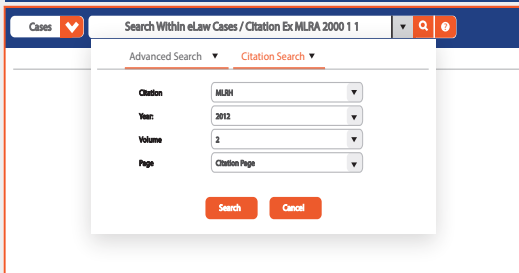 Cases
Search Within eLaw Cases / Citation Ex MLRA 2000 1 1
?
Advanced Search
Citation Search
Citation
MLRH
Year:
2012
Volume
2
Page
Citation Page
Search
Cancel